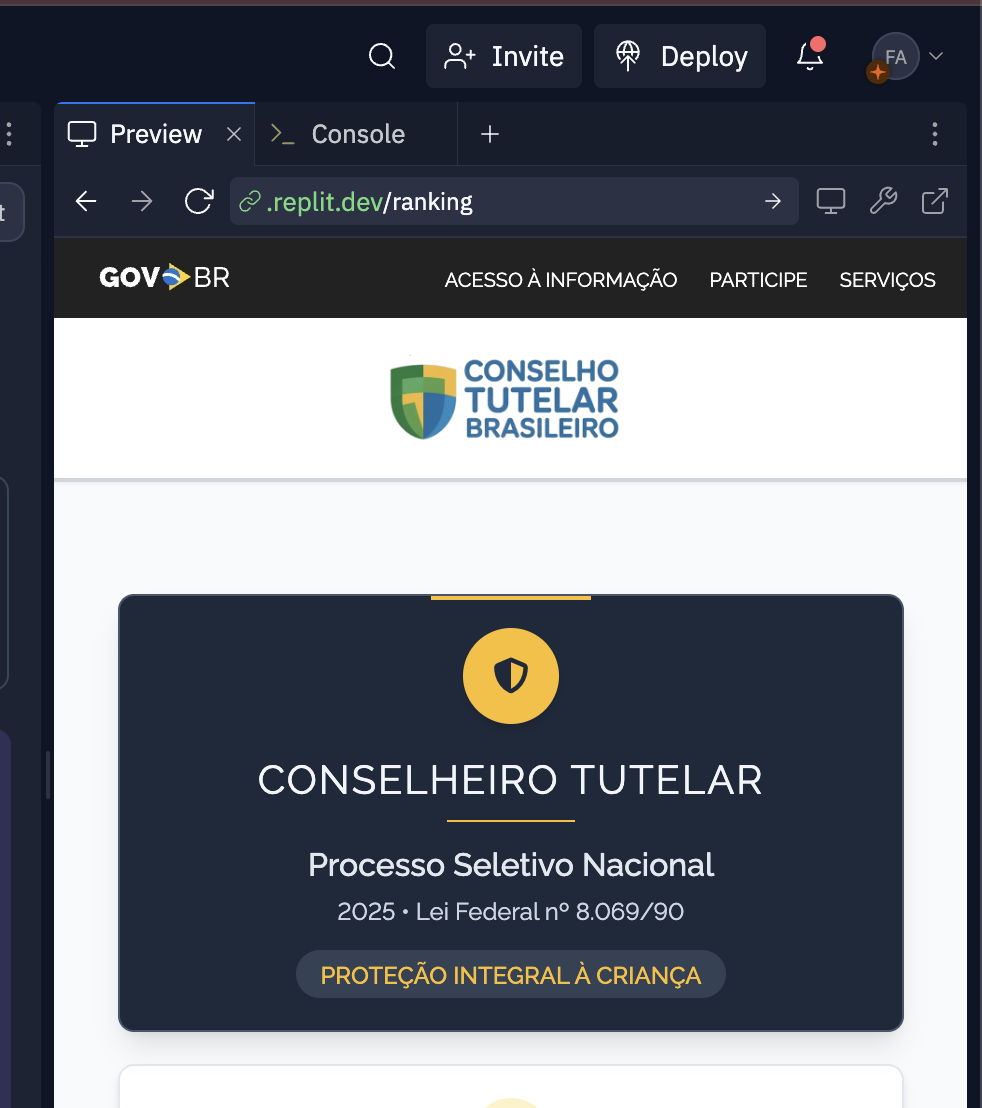 Invite
Deploy
FA
Preview
Console
t
.replit.dev/ranking
GOV BR
ACESSO À INFORMAÇÃO
PARTICIPE
SERVIÇOS
CONSELHO
TUTELAR
BRASILEIRO
CONSELHEIRO TUTELAR
Processo Seletivo Nacional
2025 • Lei Federal nº 8.069/90
PROTEÇÃO INTEGRAL À CRIANÇA